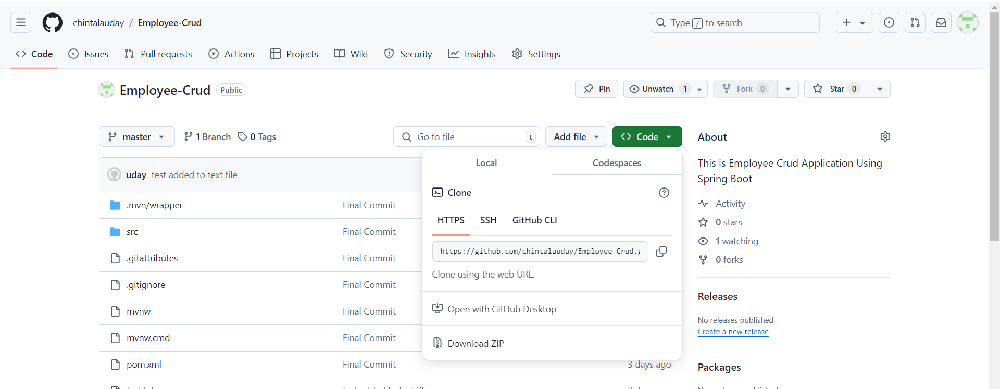 chintalauday / Employee-Crud
Type / to search
Code Issues Pull requests Actions Projects Wiki Security Insights Settings
Employee-Crud Public
Pin Unwatch 1 Fork 0 Star 0
master 1 Branch 0 Tags
Go to file t
Add file
Code
Local Codespaces
Clone
HTTPS SSH GitHub CLI
https://github.com/chintalauday/Employee-Crud.g
Clone using the web URL.
Open with GitHub Desktop
Download ZIP
uday test added to text file
.mvn/wrapper Final Commit
src Final Commit
.gitattributes Final Commit
.gitignore Final Commit
mvnw Final Commit
mvnw.cmd Final Commit
pom.xml Final Commit 3 days ago
About
This is Employee Crud Application Using
Spring Boot
Activity
0 stars
1 watching
0 forks
Releases
No releases published
Create a new release
Packages